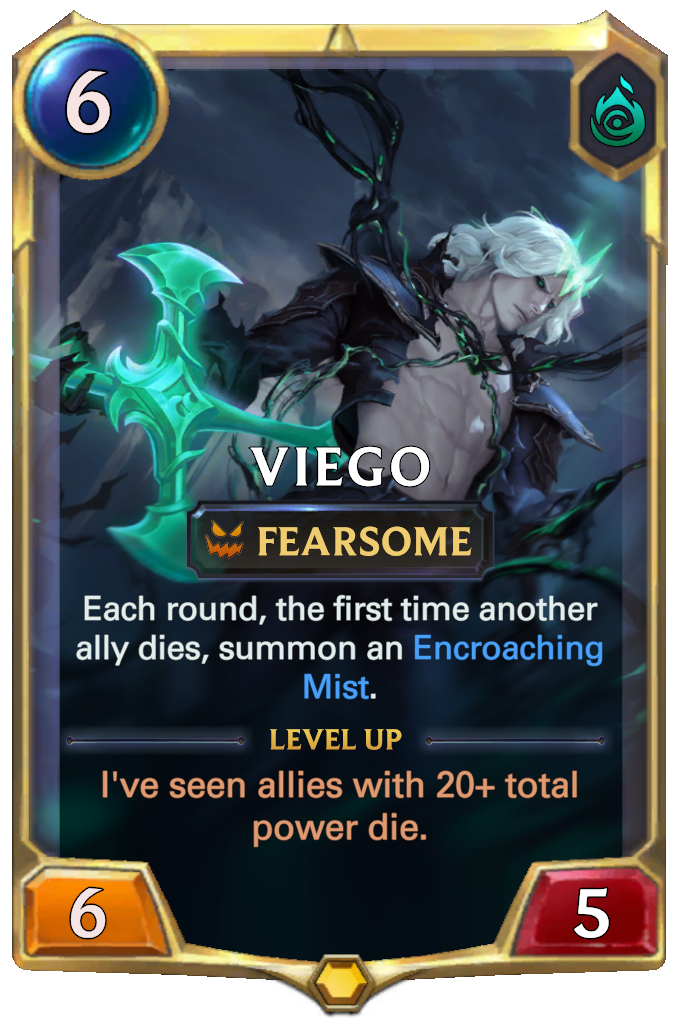 6
VIEGO
FEARSOME
Each round, the first time another
ally dies, summon an Encroaching
Mist.
LEVEL UP
I've seen allies with 20+ total
power die.
6
5